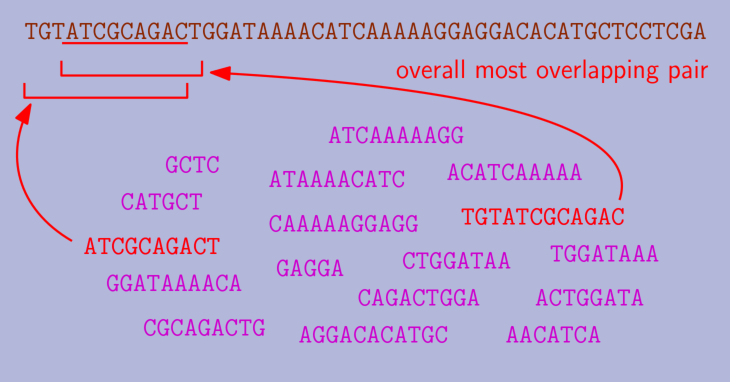 TGTATCGCAGACTGGATAAAACATCAAAAAGGAGGACACATGCTCCTCGA
overall most overlapping pair
ATCAAAAAGG
GCTC
ATAAAACATC
ACATCAAAAA
CATGCT
CAAAAAGGAGG
TGTATCGCAGAC
ATCGCAGACT
GAGGA
CTGGATAA
TGGATAAA
GGATAAAACA
CAGACTGGA
ACTGGATA
CGCAGACTG
AGGACACATGC
AACATCA